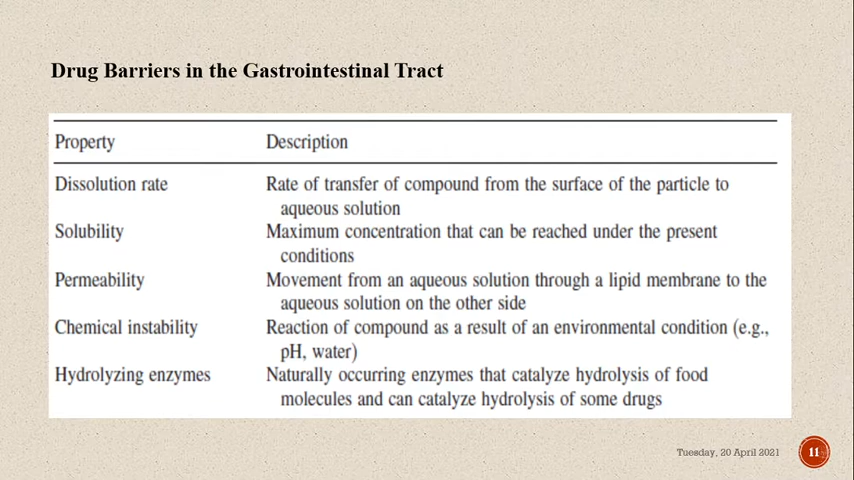 Drug Barriers in the Gastrointestinal Tract
Property Description
Dissolution rate Rate of transfer of compound from the surface of the particle to
aqueous solution
Solubility Maximum concentration that can be reached under the present
conditions
Permeability Movement from an aqueous solution through a lipid membrane to the
aqueous solution on the other side
Chemical instability Reaction of compound as a result of an environmental condition (e.g.,
pH, water)
Hydrolyzing enzymes Naturally occurring enzymes that catalyze hydrolysis of food
molecules and can catalyze hydrolysis of some drugs
Tuesday, 20 April 2021 11